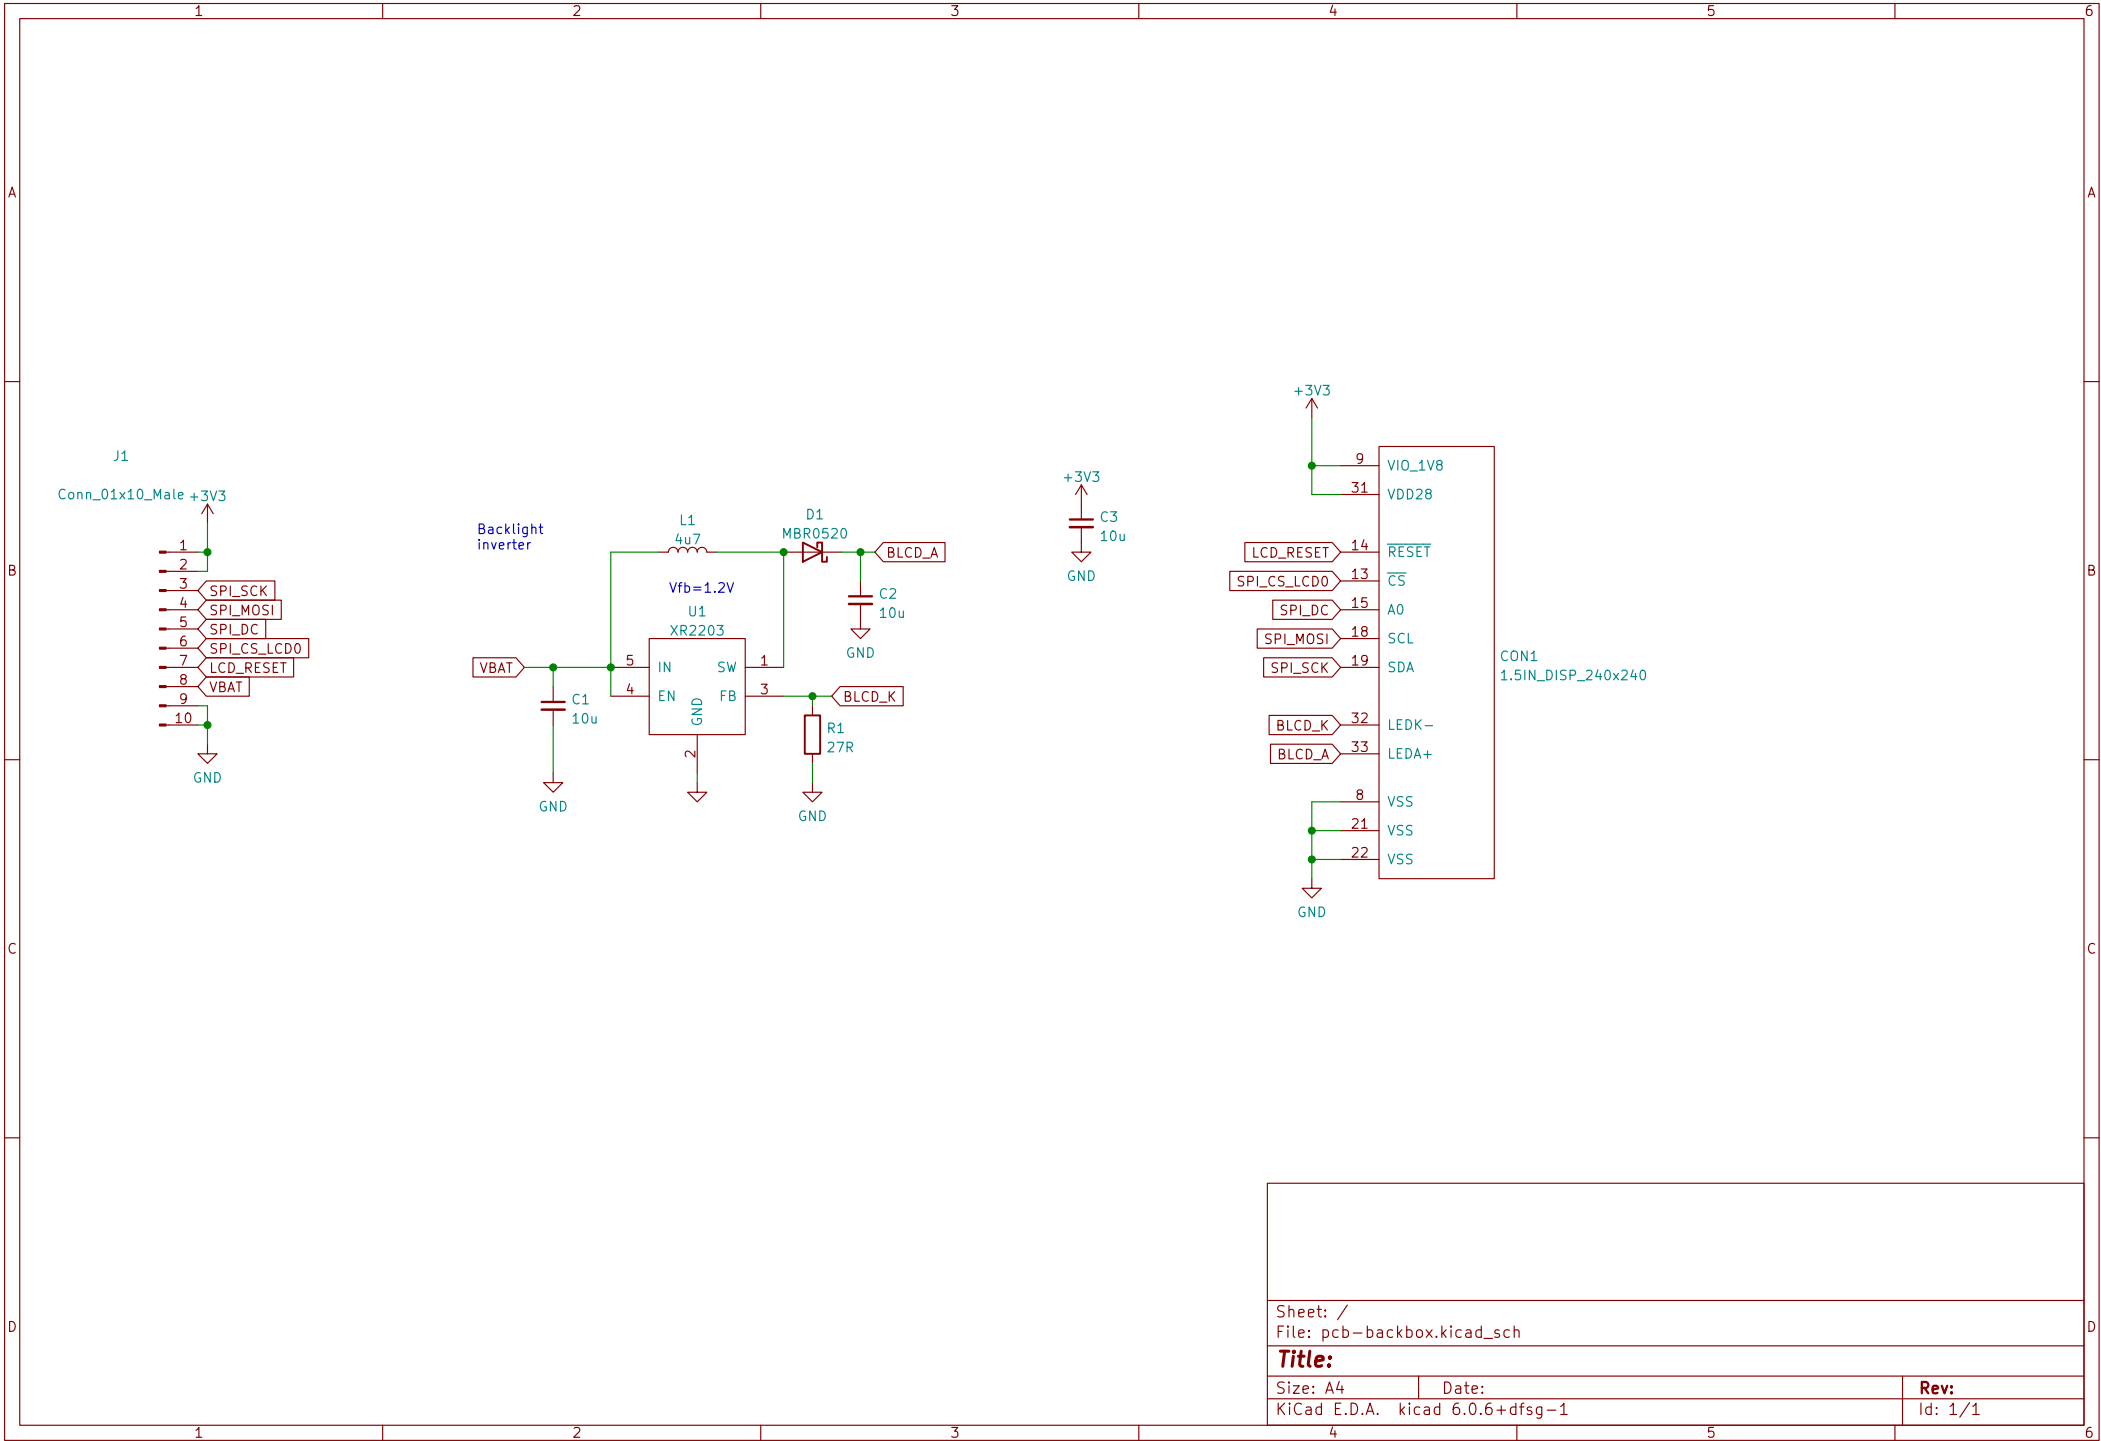 1 2 3 4 5 6
A A
B B
C C
D D
J1
Conn_01x10_Male
+3V3
1
2
3 SPI_SCK
4 SPI_MOSI
5 SPI_DC
6 SPI_CS_LCD0
7 LCD_RESET
8 VBAT
9
10
GND
Backlight
inverter
L1
4u7
D1
MBR0520
BLCD_A
C2
10u
GND
Vfb=1.2V
U1
XR2203
VBAT
5 IN SW 1
4 EN FB 3
GND
2
BLCD_K
C1
10u
GND
R1
27R
GND
+3V3
C3
10u
GND
+3V3
9 VIO_1V8
31 VDD28
LCD_RESET 14 RESET
SPI_CS_LCD0 13 CS
SPI_DC 15 A0
SPI_MOSI 18 SCL
SPI_SCK 19 SDA
CON1
1.5IN_DISP_240x240
BLCD_K 32 LEDK-
BLCD_A 33 LEDA+
8 VSS
21 VSS
22 VSS
GND
Sheet: /
File: pcb-backbox.kicad_sch
Title:
Size: A4 Date: Rev:
KiCad E.D.A. kicad 6.0.6+dfsg-1 Id: 1/1
1 2 3 4 5 6